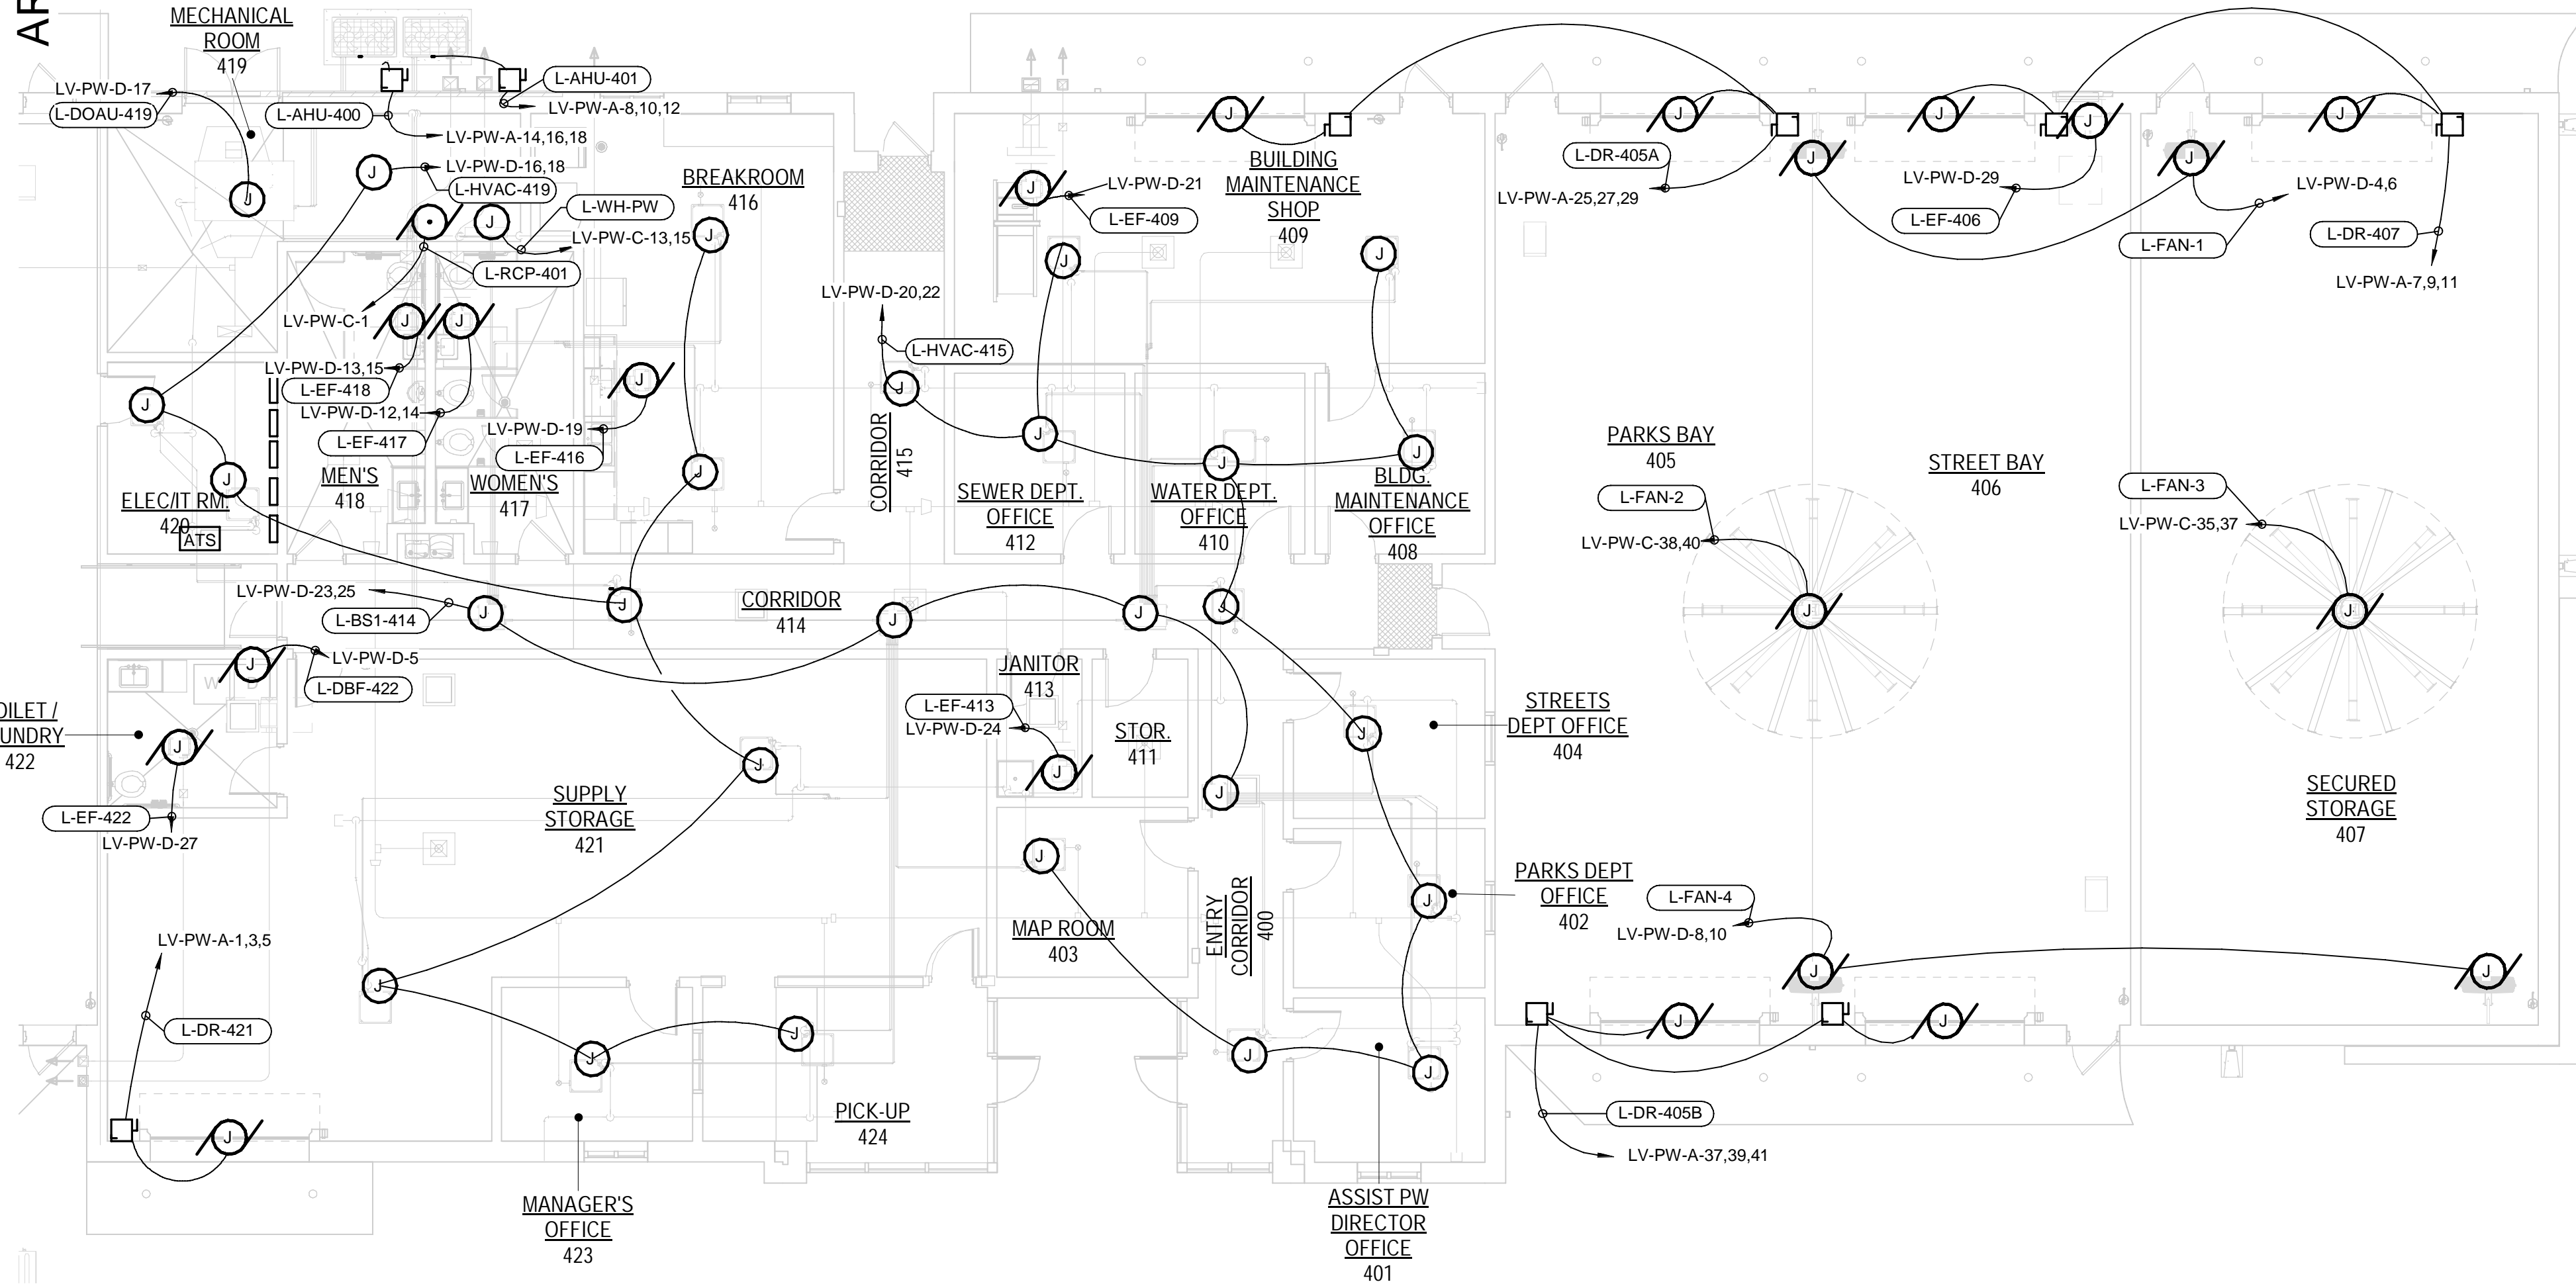 AR
MECHANICAL
ROOM
419
LV-PW-D-17
L-DOAU-419
L-AHU-400
L-AHU-401
LV-PW-A-8,10,12
LV-PW-A-14,16,18
LV-PW-D-16,18
L-HVAC-419
L-WH-PW
LV-PW-C-13,15
L-RCP-401
LV-PW-C-1
BREAKROOM
416
LV-PW-D-13,15
L-EF-418
LV-PW-D-12,14
L-EF-417
LV-PW-D-19
L-EF-416
MEN'S
418
WOMEN'S
417
ELEC/IT RM.
420
ATS
LV-PW-D-20,22
L-HVAC-415
CORRIDOR
415
LV-PW-D-21
L-EF-409
BUILDING
MAINTENANCE
SHOP
409
SEWER DEPT.
OFFICE
412
WATER DEPT.
OFFICE
410
BLDG.
MAINTENANCE
OFFICE
408
L-DR-405A
LV-PW-A-25,27,29
LV-PW-D-29
L-EF-406
LV-PW-D-4,6
L-FAN-1
L-DR-407
LV-PW-A-7,9,11
PARKS BAY
405
L-FAN-2
LV-PW-C-38,40
STREET BAY
406
L-FAN-3
LV-PW-C-35,37
LV-PW-D-23,25
L-BS1-414
CORRIDOR
414
LV-PW-D-5
L-DBF-422
W
D
OILET /
UNDRY
422
L-EF-422
LV-PW-D-27
SUPPLY
STORAGE
421
JANITOR
413
L-EF-413
LV-PW-D-24
STOR.
411
STREETS
DEPT OFFICE
404
SECURED
STORAGE
407
PARKS DEPT
OFFICE
402
L-FAN-4
LV-PW-D-8,10
MAP ROOM
403
ENTRY
CORRIDOR
400
LV-PW-A-1,3,5
L-DR-421
PICK-UP
424
MANAGER'S
OFFICE
423
ASSIST PW
DIRECTOR
OFFICE
401
L-DR-405B
LV-PW-A-37,39,41